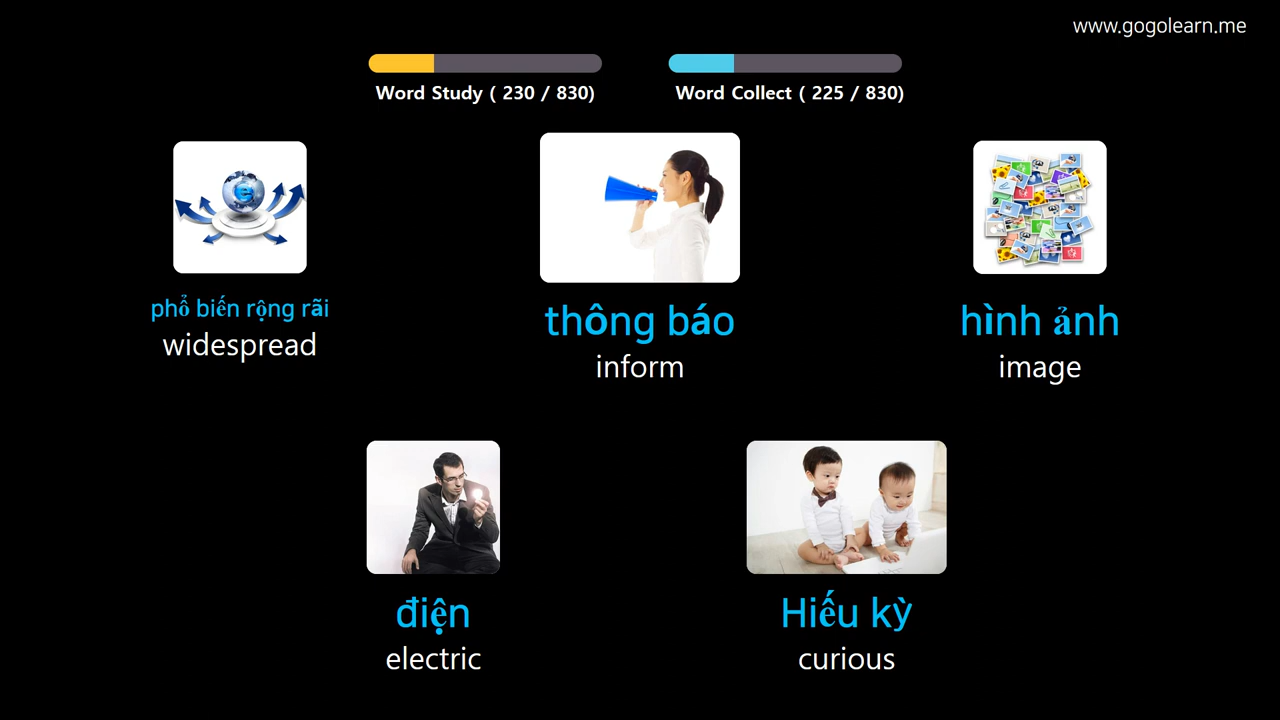 www.gogolearn.me
Word Study ( 230 / 830)
Word Collect ( 225 / 830)
phổ biến rộng rãi
widespread
thông báo
inform
hình ảnh
image
điện
electric
Hiếu kỳ
curious